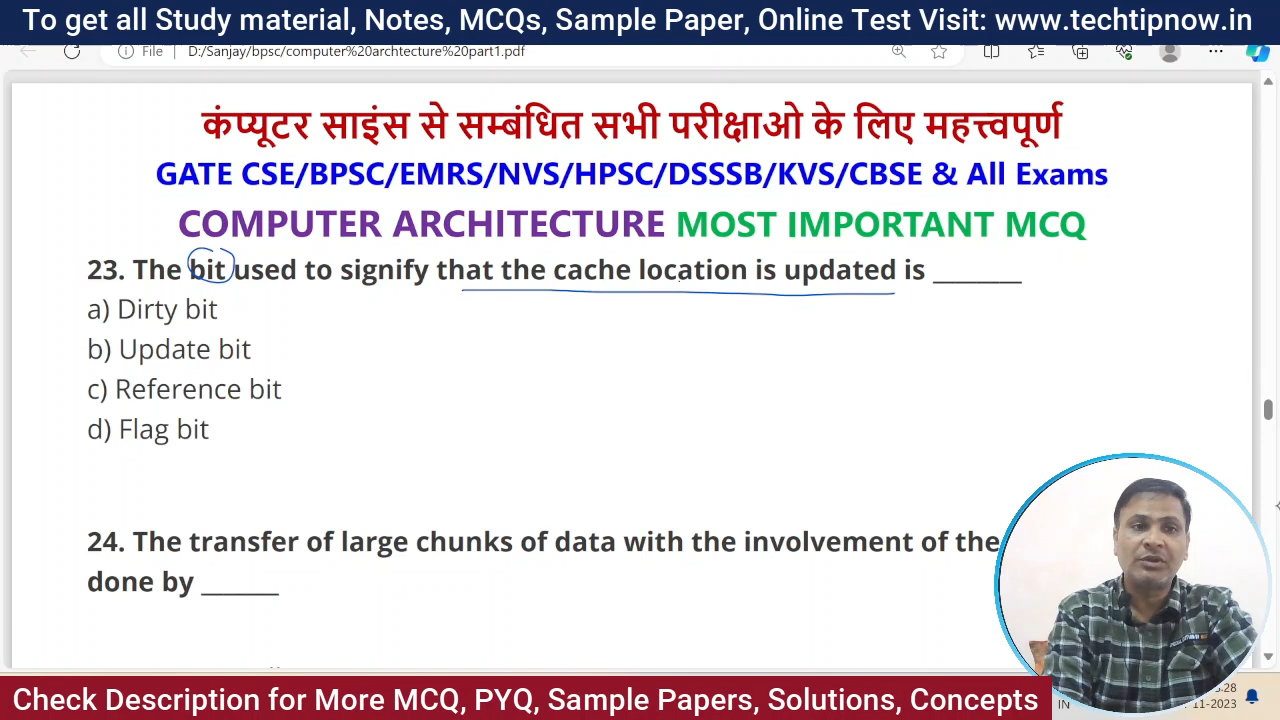 To get all Study material, Notes, MCQs, Sample Paper, Online Test Visit: www.techtipnow.in
File D:/Sanjay/bpsc/computer%20archtecture%20part1.pdf
कंप्यूटर साइंस से सम्बंधित सभी परीक्षाओ के लिए महत्त्वपूर्ण
GATE CSE/BPSC/EMRS/NVS/HPSC/DSSSB/KVS/CBSE & All Exams
COMPUTER ARCHITECTURE MOST IMPORTANT MCQ
23. The bit used to signify that the cache location is updated is ________
a) Dirty bit
b) Update bit
c) Reference bit
d) Flag bit
24. The transfer of large chunks of data with the involvement of the
done by _______
Check Description for More MCQ, PYQ, Sample Papers, Solutions, Concepts
IN 11-2023